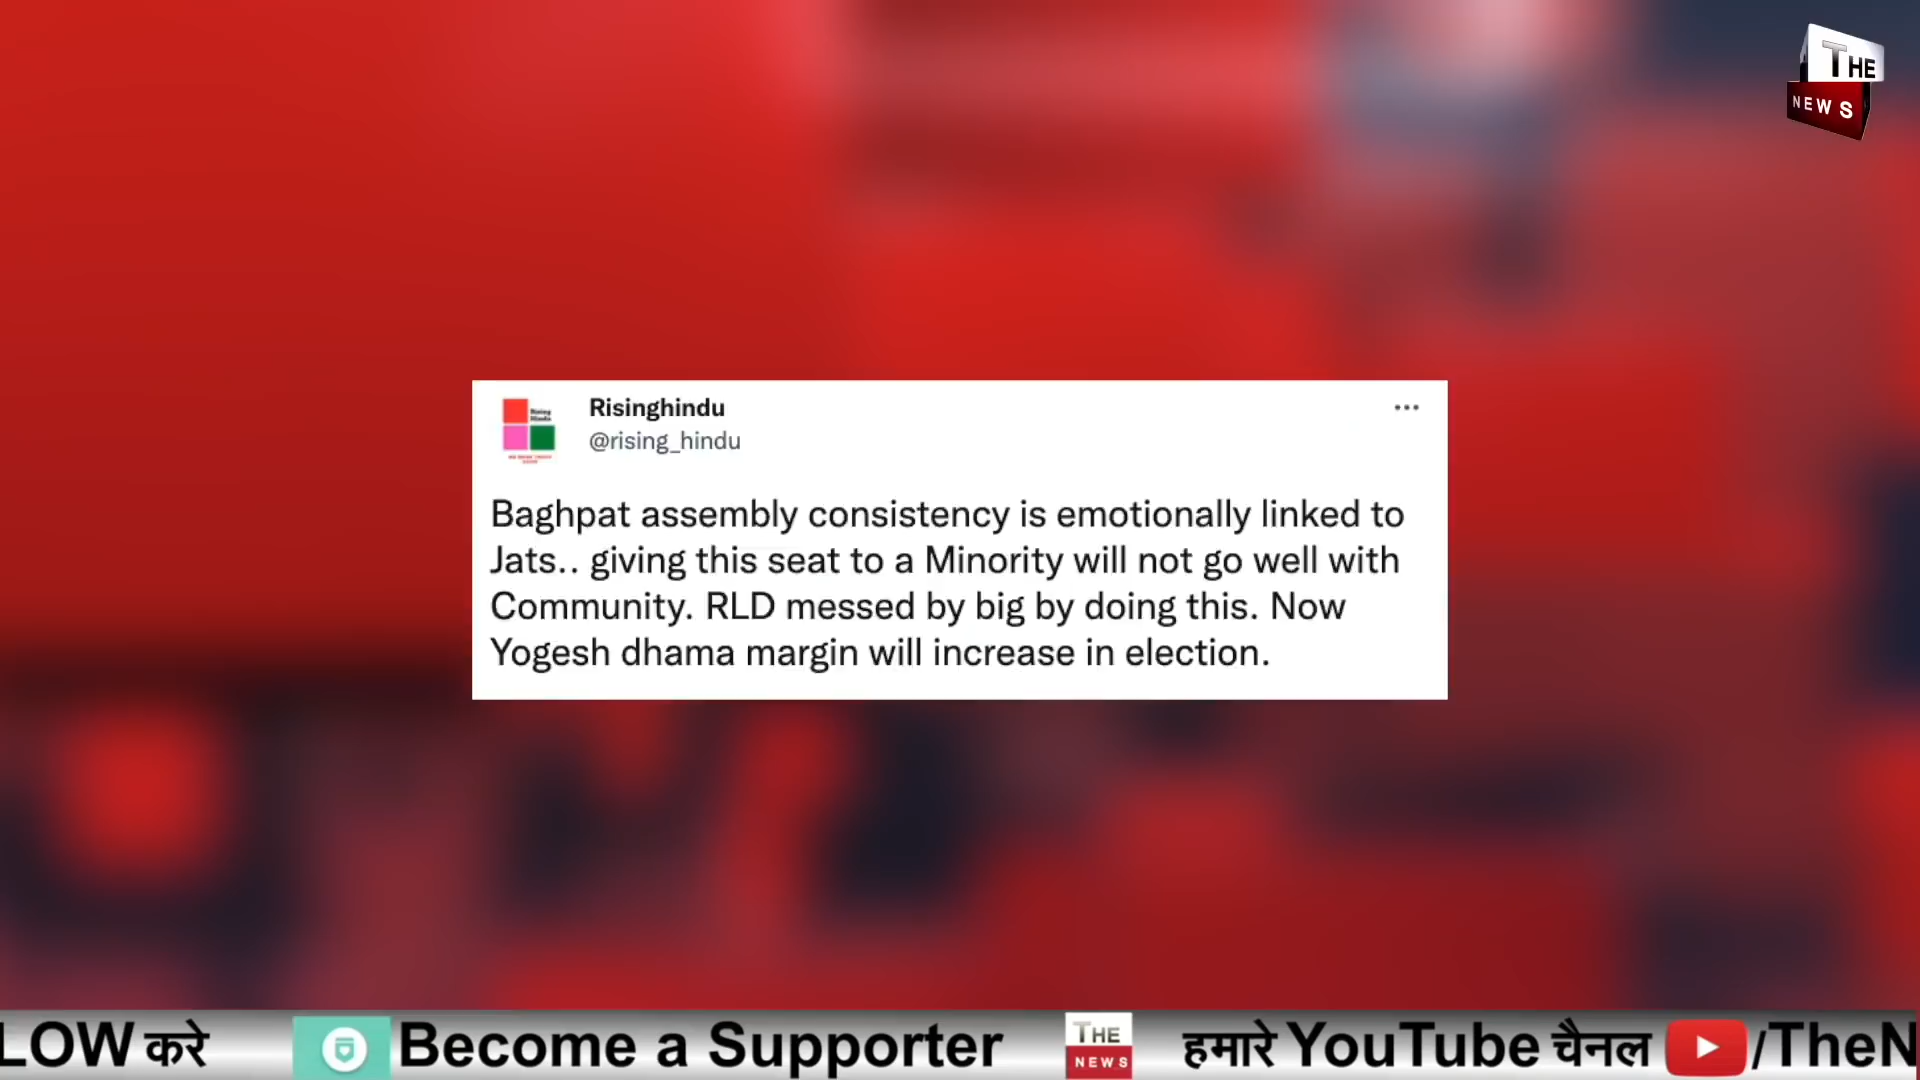 THE
NEWS
Risinghindu
@rising_hindu
Rising
Hindu
Baghpat assembly consistency is emotionally linked to
Jats.. giving this seat to a Minority will not go well with
Community. RLD messed by big by doing this. Now
Yogesh dhama margin will increase in election.
LOW करे Become a Supporter THE NEWS हमारे YouTube चैनल /TheN